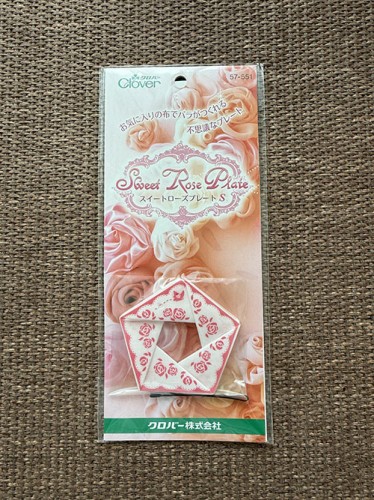 Clover
57-551
お気に入りの布でバラがつくれる
不思議なプレート
Sweet Rose Plate
スイートローズプレート S
クロバー株式会社